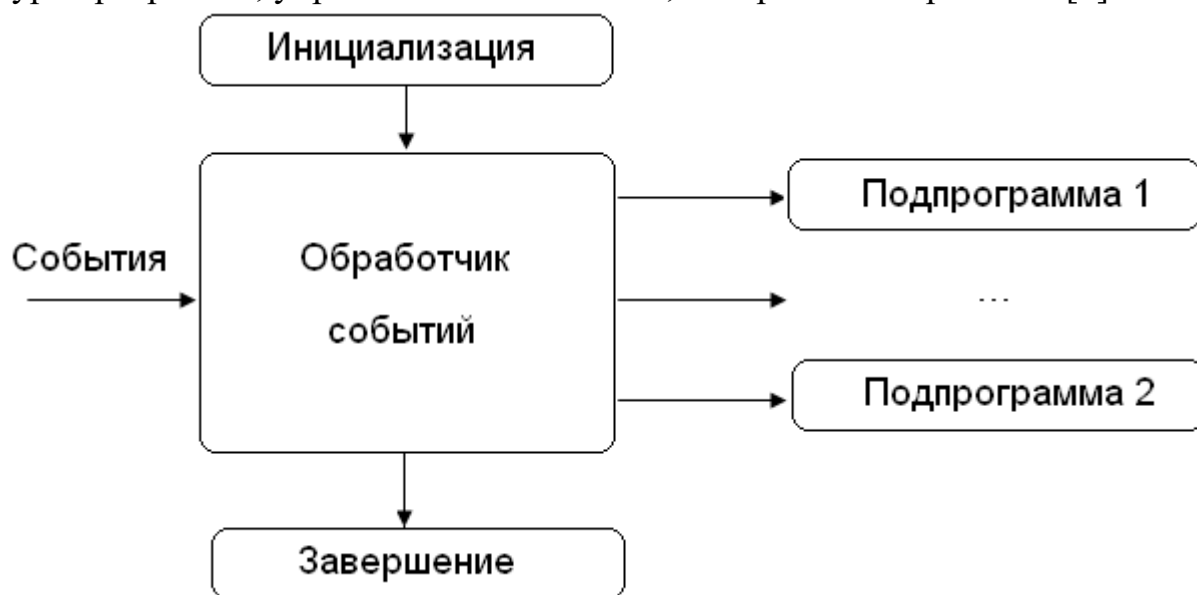 Инициализация
Подпрограмма 1
События
Обработчик
событий
...
Подпрограмма 2
Завершение